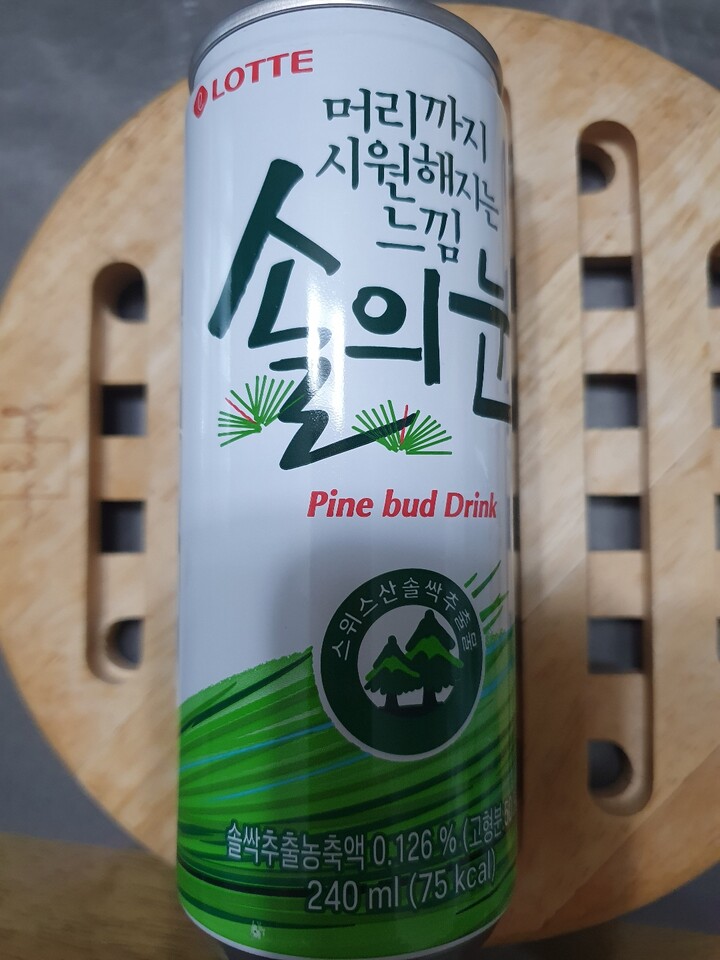 LOTTE
머리까지
시원해지는
느낌
솔의눈
Pine bud Drink
스위스산솔싹추출물
솔싹추출농축액 0.126 % (고형분
240 ml (75 kcal)